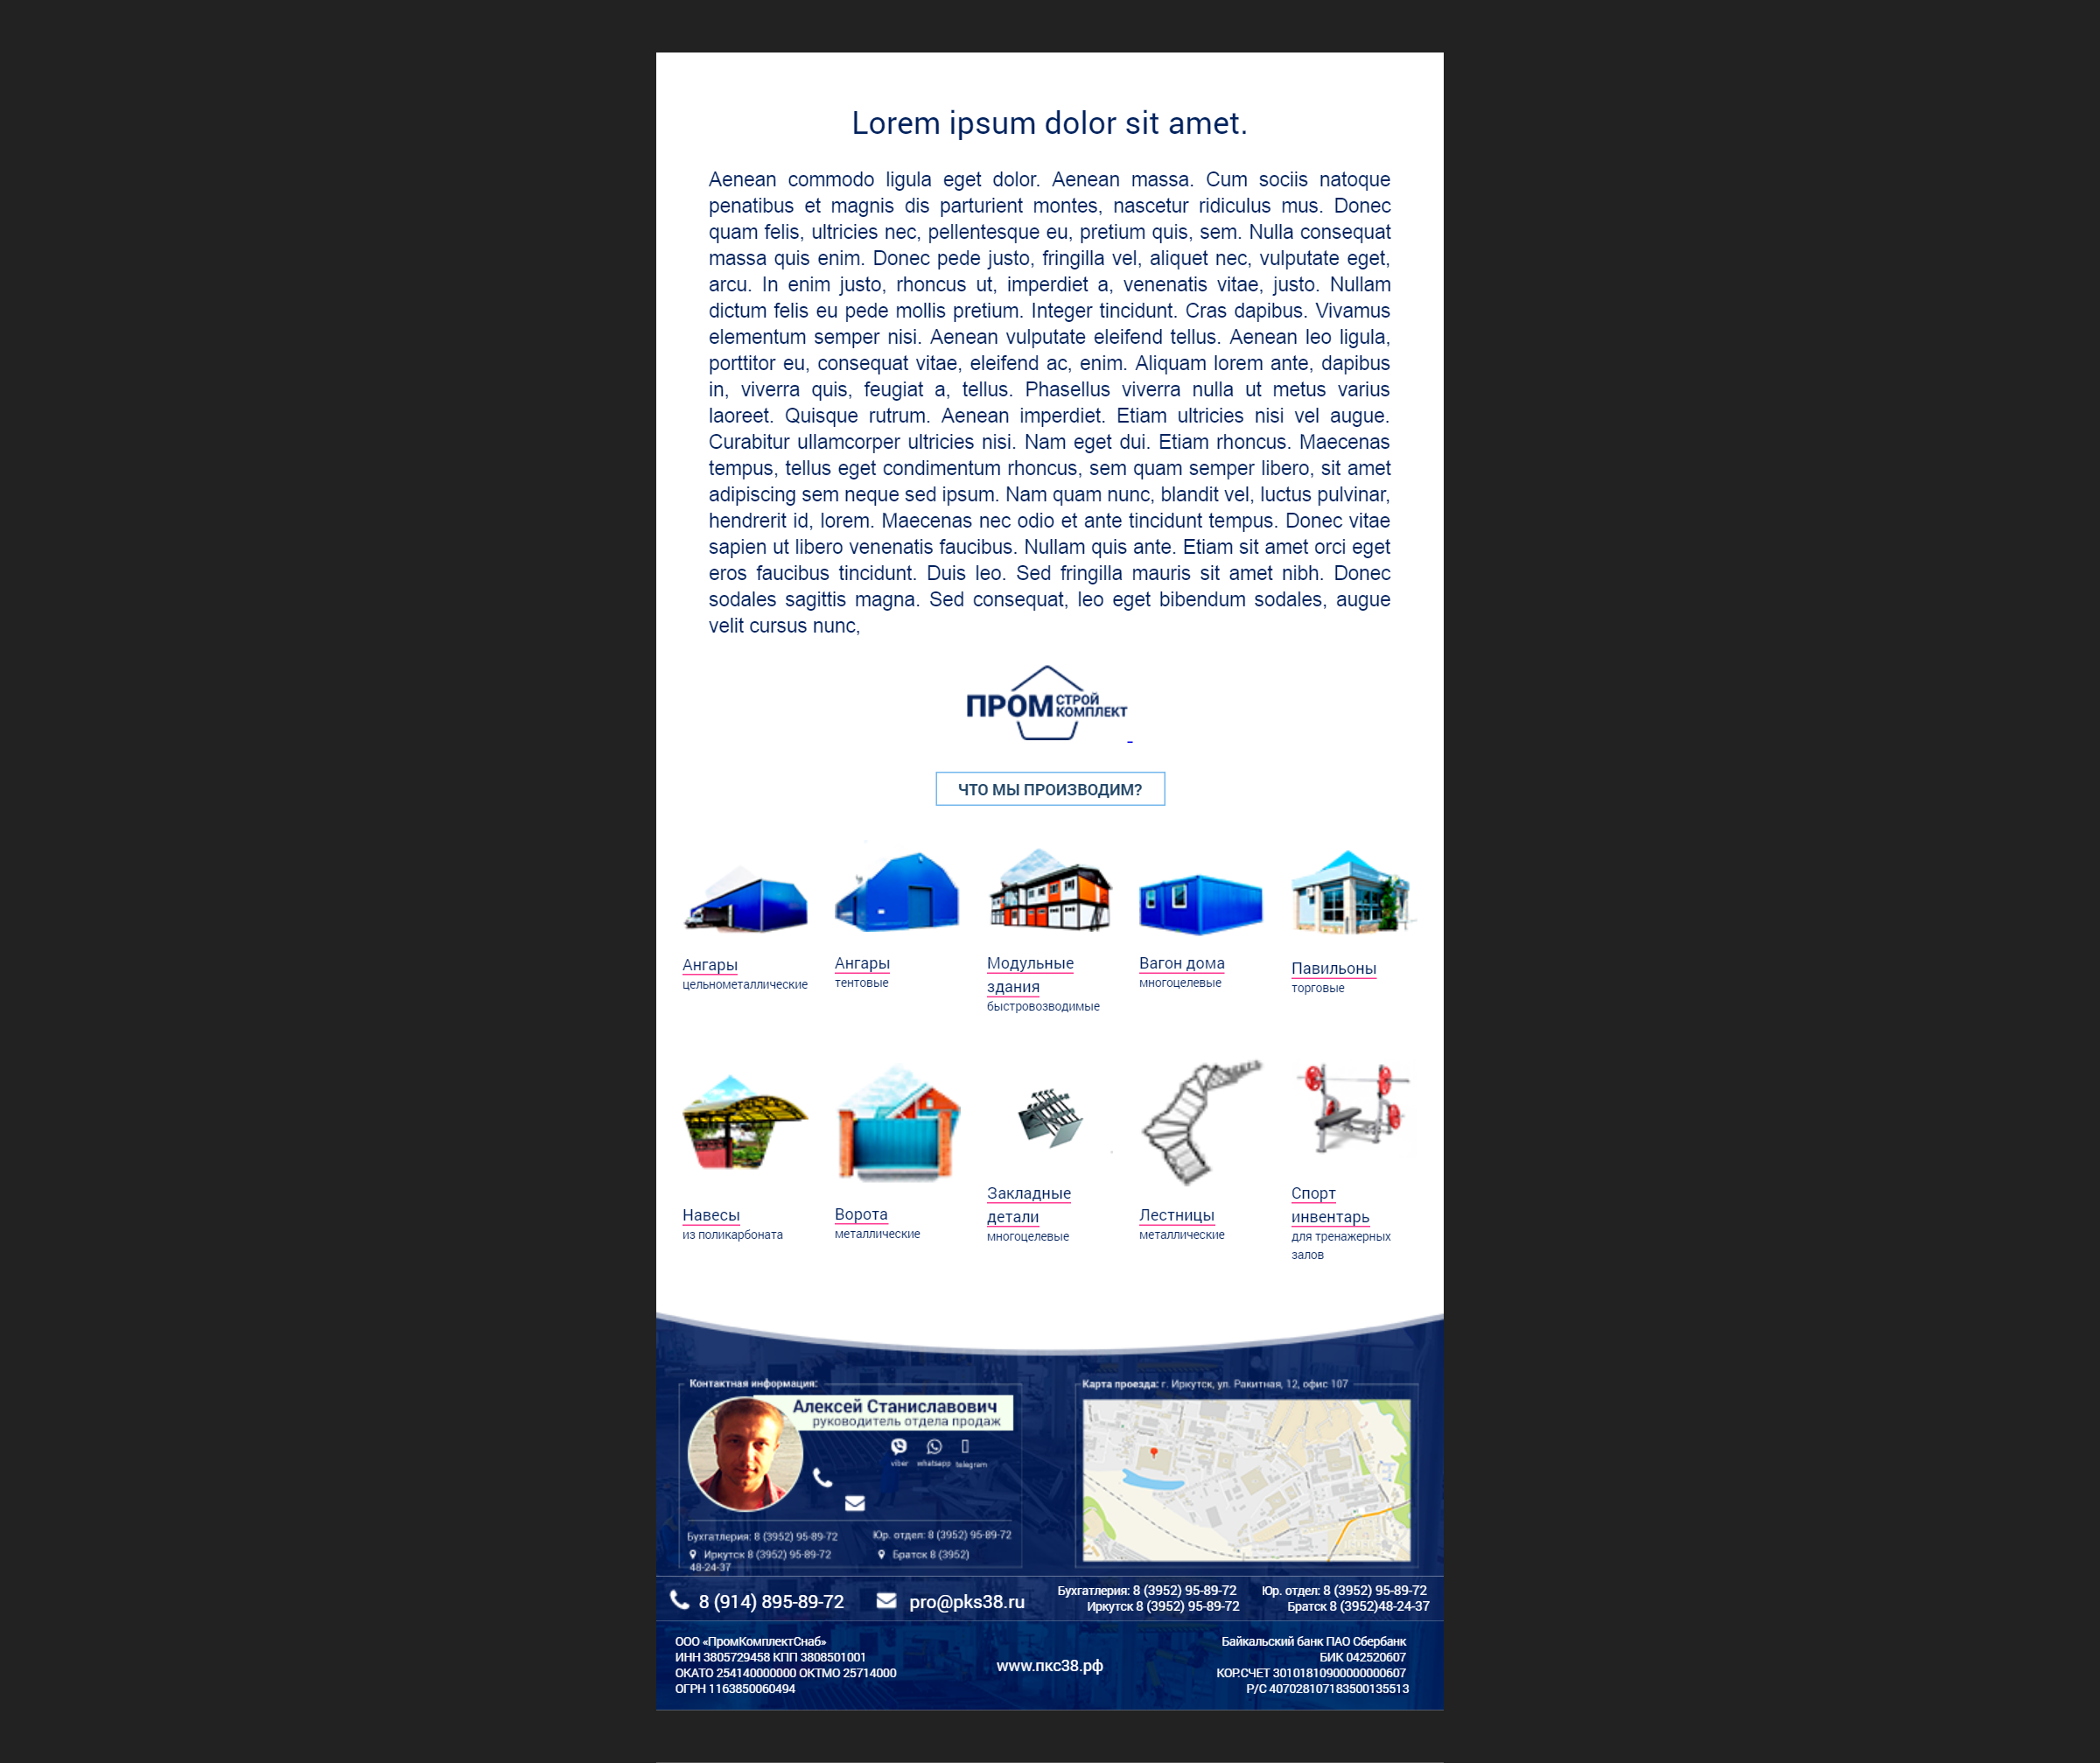 Lorem ipsum dolor sit amet.
Aenean commodo ligula eget dolor. Aenean massa. Cum sociis natoque
penatibus et magnis dis parturient montes, nascetur ridiculus mus. Donec
quam felis, ultricies nec, pellentesque eu, pretium quis, sem. Nulla consequat
massa quis enim. Donec pede justo, fringilla vel, aliquet nec, vulputate eget,
arcu. In enim justo, rhoncus ut, imperdiet a, venenatis vitae, justo. Nullam
dictum felis eu pede mollis pretium. Integer tincidunt. Cras dapibus. Vivamus
elementum semper nisi. Aenean vulputate eleifend tellus. Aenean leo ligula,
porttitor eu, consequat vitae, eleifend ac, enim. Aliquam lorem ante, dapibus
in, viverra quis, feugiat a, tellus. Phasellus viverra nulla ut metus varius
laoreet. Quisque rutrum. Aenean imperdiet. Etiam ultricies nisi vel augue.
Curabitur ullamcorper ultricies nisi. Nam eget dui. Etiam rhoncus. Maecenas
tempus, tellus eget condimentum rhoncus, sem quam semper libero, sit amet
adipiscing sem neque sed ipsum. Nam quam nunc, blandit vel, luctus pulvinar,
hendrerit id, lorem. Maecenas nec odio et ante tincidunt tempus. Donec vitae
sapien ut libero venenatis faucibus. Nullam quis ante. Etiam sit amet orci eget
eros faucibus tincidunt. Duis leo. Sed fringilla mauris sit amet nibh. Donec
sodales sagittis magna. Sed consequat, leo eget bibendum sodales, augue
velit cursus nunc,
ПРОМ СТРОЙ
КОМПЛЕКТ
ЧТО МЫ ПРОИЗВОДИМ?
Ангары
цельнометаллические
Ангары
тентовые
Модульные
здания
быстровозводимые
Вагон дома
многоцелевые
Павильоны
торговые
Навесы
из поликарбоната
Ворота
металлические
Закладные
детали
многоцелевые
Лестницы
металлические
Спорт
инвентарь
для тренажерных
залов
Контактная информация:
Алексей Станиславович
руководитель отдела продаж
viber whatsapp telegram
Бухгатлерия: 8 (3952) 95-89-72
Юр. отдел: 8 (3952) 95-89-72
Иркутск 8 (3952) 95-89-72
Братск 8 (3952)
48-24-37
Карта проезда: г. Иркутск, ул. Ракитная, 12, офис 107
8 (914) 895-89-72
pro@pks38.ru
Бухгатлерия: 8 (3952) 95-89-72
Иркутск 8 (3952) 95-89-72
Юр. отдел: 8 (3952) 95-89-72
Братск 8 (3952)48-24-37
ООО «ПромКомплектСнаб»
ИНН 3805729458 КПП 3808501001
ОКАТО 254140000000 ОКТМО 25714000
ОГРН 1163850060494
www.пкс38.рф
Байкальский банк ПАО Сбербанк
БИК 042520607
КОР.СЧЕТ 30101810900000000607
Р/С 407028107183500135513